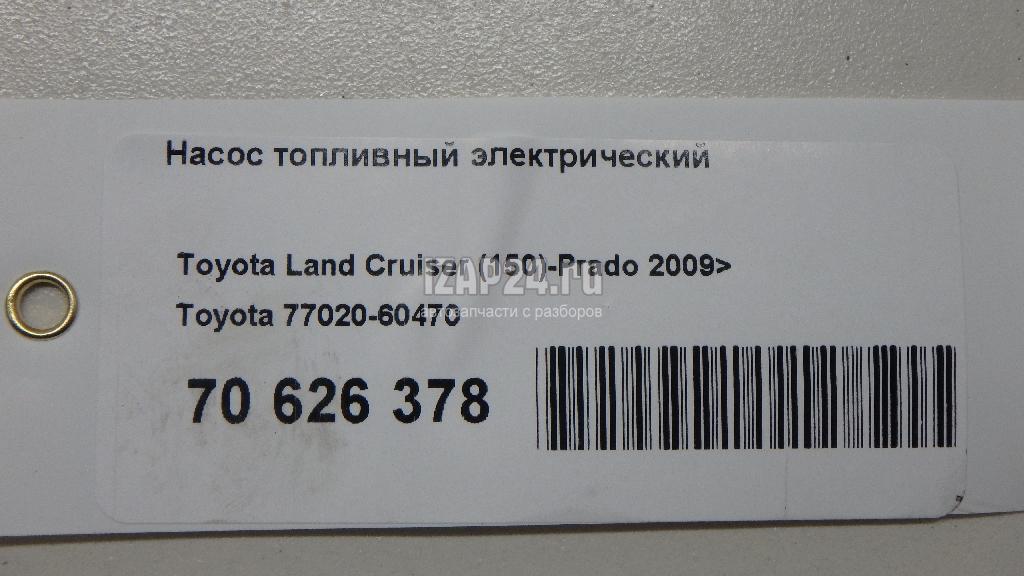 Насос топливный электрический
Toyota Land Cruiser (150)-Prado 2009>
IZAP24.ru
Toyota 77020-60470
автозапчасти с разборов
70 626 378